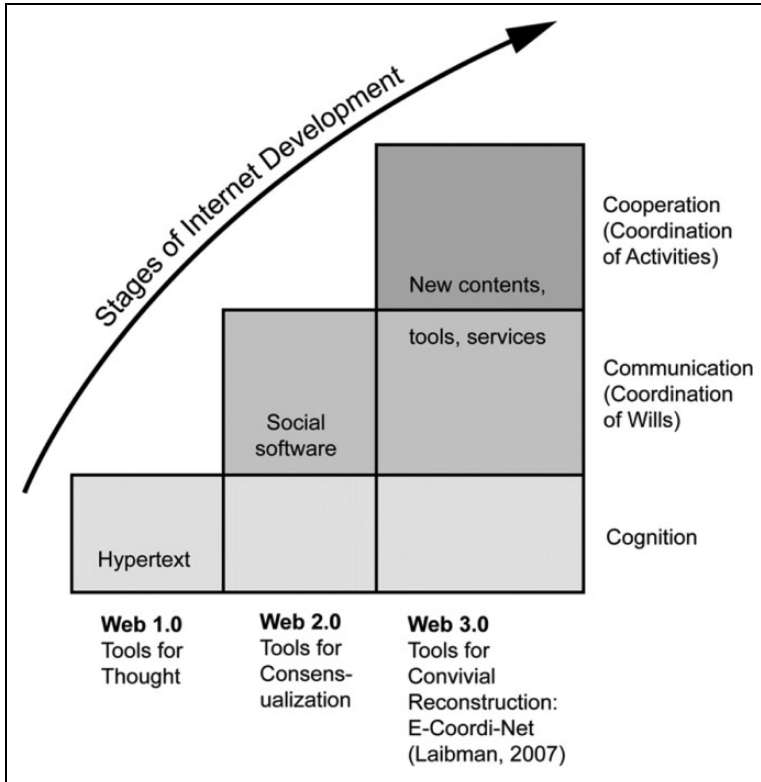 Stages of Internet Development
New contents,
tools, services
Social
software
Hypertext
Cooperation
(Coordination
of Activities)
Communication
(Coordination
of Wills)
Cognition
Web 1.0
Tools for
Thought
Web 2.0
Tools for
Consens-
ualization
Web 3.0
Tools for
Convivial
Reconstruction:
E-Coordi-Net
(Laibman, 2007)